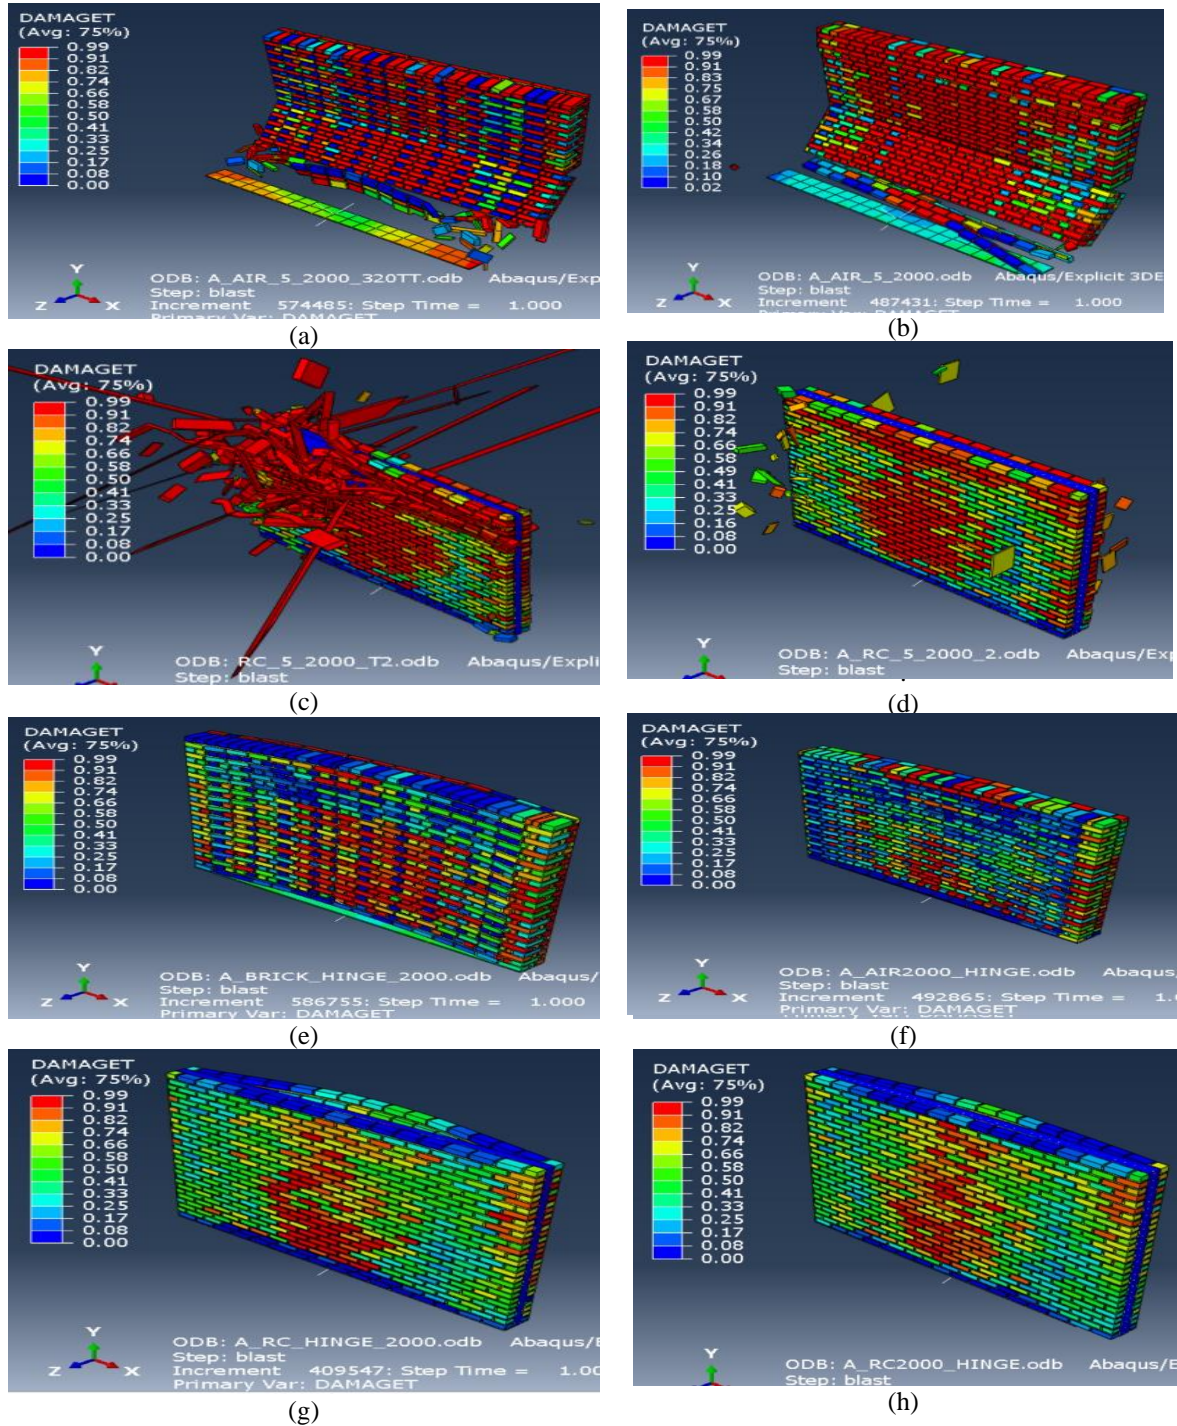 DAMAGET
(Avg: 75%)
0.99
0.91
0.82
0.74
0.66
0.58
0.50
0.41
0.33
0.25
0.17
0.08
0.00
Y
Z X
ODB: A_AIR_5_2000_320TT.odb Abaqus/Exp
Step: blast
Increment 574485: Step Time = 1.000
Primary Var: DAMAGET
(a)
DAMAGET
(Avg: 75%)
0.99
0.91
0.83
0.75
0.67
0.58
0.50
0.42
0.34
0.26
0.18
0.10
0.02
Y
Z X
ODB: A_AIR_5_2000.odb Abaqus/Explicit 3DE
Step: blast
Increment 487431: Step Time = 1.000
Primary Var: DAMAGET
(b)
DAMAGET
(Avg: 75%)
0.99
0.91
0.82
0.74
0.66
0.58
0.50
0.41
0.33
0.25
0.17
0.08
0.00
Y
ODB: RC_5_2000_T2.odb Abaqus/Expli
Step: blast
(c)
DAMAGET
(Avg: 75%)
0.99
0.91
0.82
0.74
0.66
0.58
0.49
0.41
0.33
0.25
0.16
0.08
0.00
Y
ODB: A_RC_5_2000_2.odb Abaqus/Exp
Step: blast
(d)
DAMAGET
(Avg: 75%)
0.99
0.91
0.82
0.74
0.66
0.58
0.50
0.41
0.33
0.25
0.17
0.08
0.00
Y
Z X
ODB: A_BRICK_HINGE_2000.odb Abaqus/
Step: blast
Increment 586755: Step Time = 1.000
Primary Var: DAMAGET
(e)
DAMAGET
(Avg: 75%)
0.99
0.91
0.82
0.74
0.66
0.58
0.50
0.41
0.33
0.25
0.17
0.08
0.00
Y
Z X
ODB: A_AIR2000_HINGE.odb Abaqus/
Step: blast
Increment 492865: Step Time = 1.0
Primary Var: DAMAGET
(f)
DAMAGET
(Avg: 75%)
0.99
0.91
0.82
0.74
0.66
0.58
0.50
0.41
0.33
0.25
0.17
0.08
0.00
Y
Z X
ODB: A_RC_HINGE_2000.odb Abaqus/E
Step: blast
Increment 409547: Step Time = 1.00
Primary Var: DAMAGET
(g)
DAMAGET
(Avg: 75%)
0.99
0.91
0.82
0.74
0.66
0.58
0.50
0.41
0.33
0.25
0.17
0.08
0.00
Y
ODB: A_RC2000_HINGE.odb Abaqus/E
Step: blast
(h)